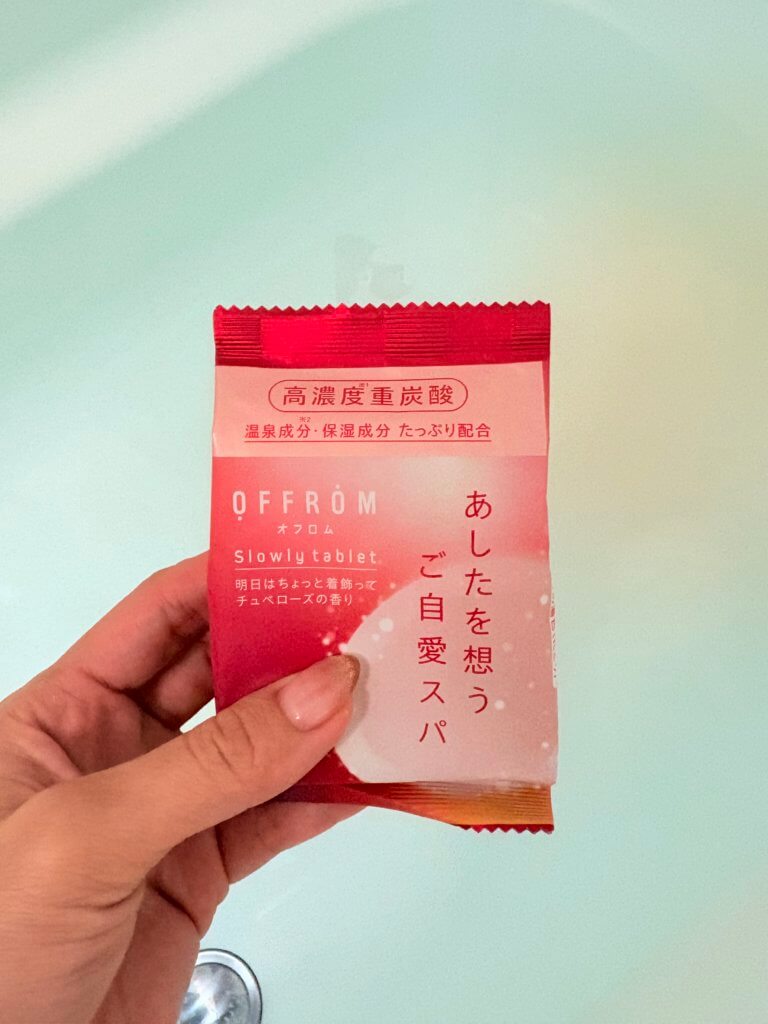 高濃度※1重炭酸
温泉成分※2・保湿成分 たっぷり配合
OFFROM
オフロム
Slowly tablet
明日はちょっと着飾って
チュベローズの香り
あしたを想う
ご自愛スパ